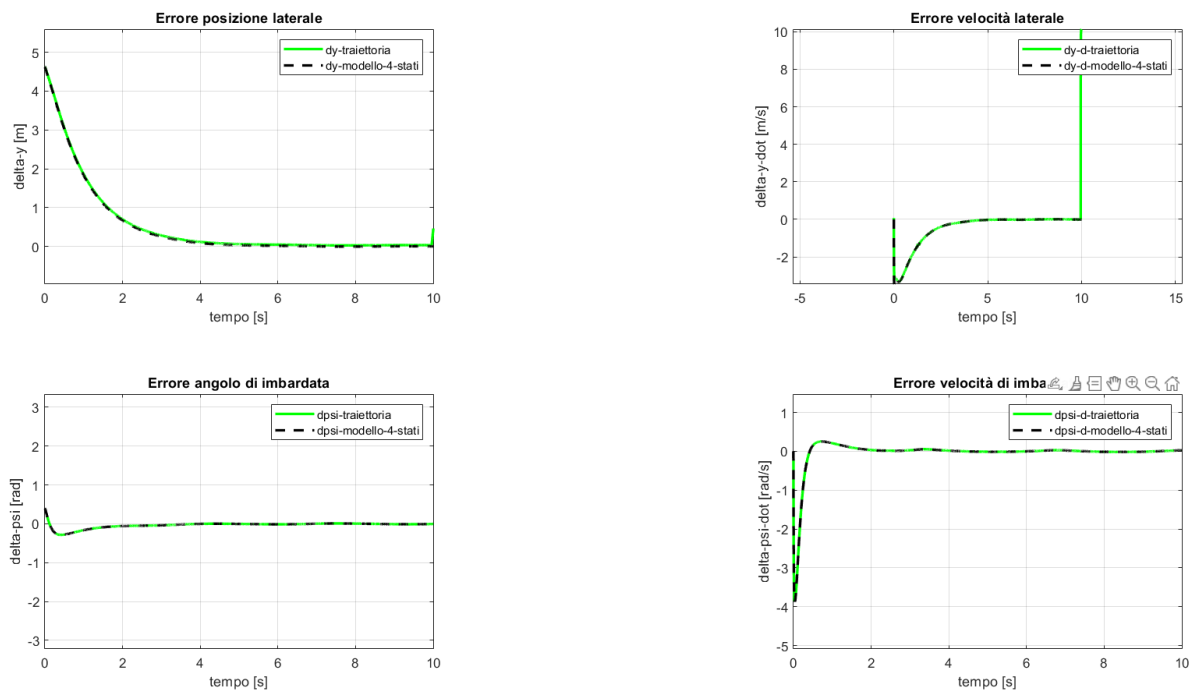 Errore posizione laterale
dy-traiettoria
dy-modello-4-stati
delta-y [m]
5
4
3
2
1
0
0 2 4 6 8 10
tempo [s]
Errore velocità laterale
dy-d-traiettoria
dy-d-modello-4-stati
delta-y-dot [m/s]
10
8
6
4
2
0
-2
-5 0 5 10 15
tempo [s]
Errore angolo di imbardata
dpsi-traiettoria
dpsi-modello-4-stati
delta-psi [rad]
3
2
1
0
-1
-2
-3
0 2 4 6 8 10
tempo [s]
Errore velocità di imba
dpsi-d-traiettoria
dpsi-d-modello-4-stati
delta-psi-dot [rad/s]
1
0
-1
-2
-3
-4
-5
0 2 4 6 8 10
tempo [s]